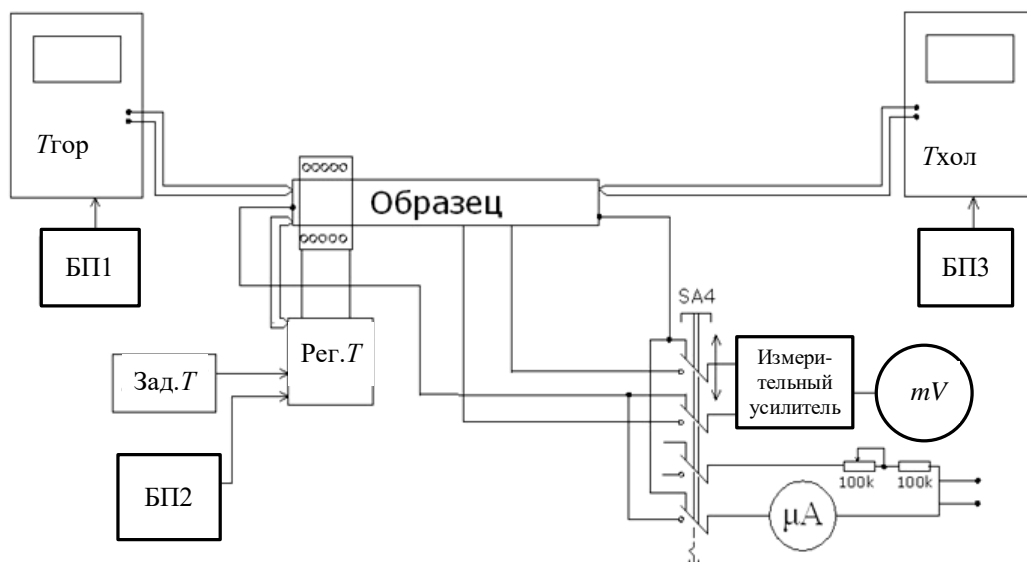 Tгор
Tхол
Образец
БП1
БП3
SA4
Рег.T
Зад.T
Измери-
тельный
усилитель
mV
БП2
100k
100k
μA